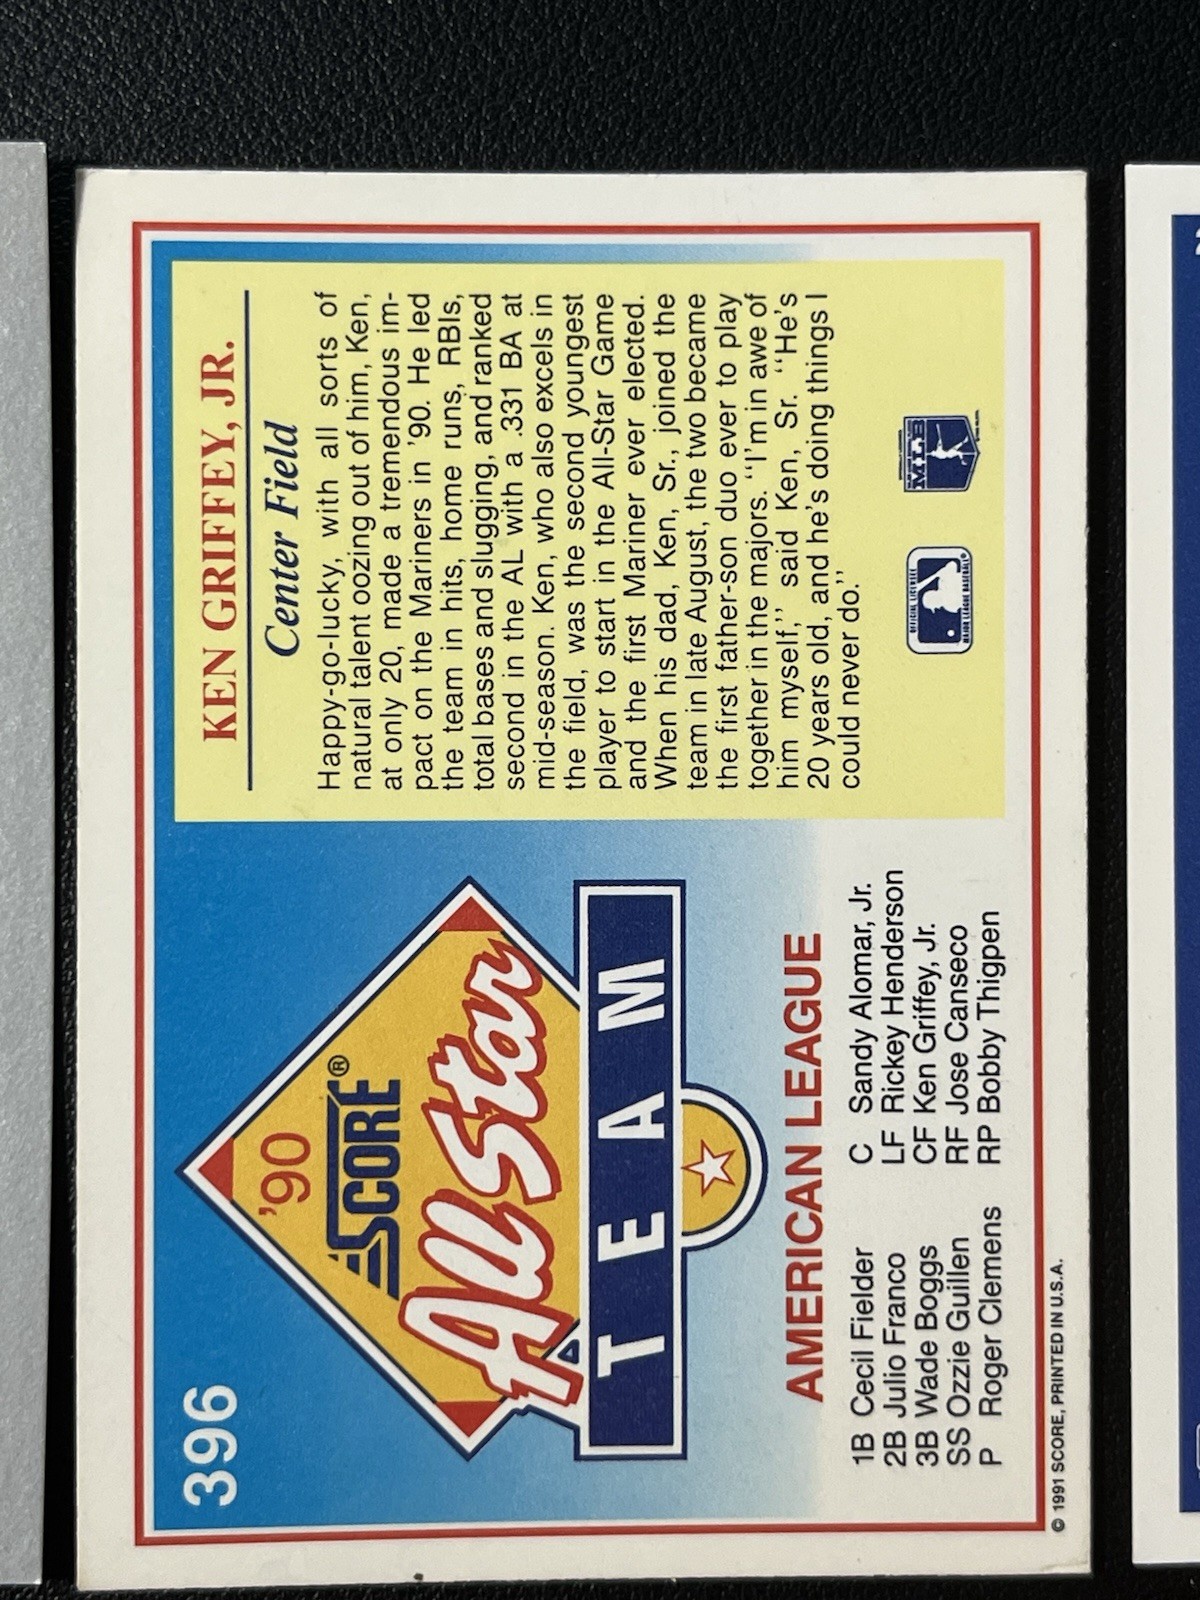 396
'90
SCORE®
All Star
TEAM
AMERICAN LEAGUE
1B Cecil Fielder
2B Julio Franco
3B Wade Boggs
SS Ozzie Guillen
P Roger Clemens
C Sandy Alomar, Jr.
LF Rickey Henderson
CF Ken Griffey, Jr.
RF Jose Canseco
RP Bobby Thigpen
© 1991 SCORE, PRINTED IN U.S.A.
KEN GRIFFEY, JR.
Center Field
Happy-go-lucky, with all sorts of
natural talent oozing out of him, Ken,
at only 20, made a tremendous im-
pact on the Mariners in '90. He led
the team in hits, home runs, RBIs,
total bases and slugging, and ranked
second in the AL with a .331 BA at
mid-season. Ken, who also excels in
the field, was the second youngest
player to start in the All-Star Game
and the first Mariner ever elected.
When his dad, Ken, Sr., joined the
team in late August, the two became
the first father-son duo ever to play
together in the majors. "I'm in awe of
him myself," said Ken, Sr. "He's
20 years old, and he's doing things I
could never do."
OFFICIAL LICENSEE
MAJOR LEAGUE BASEBALL®
MLB